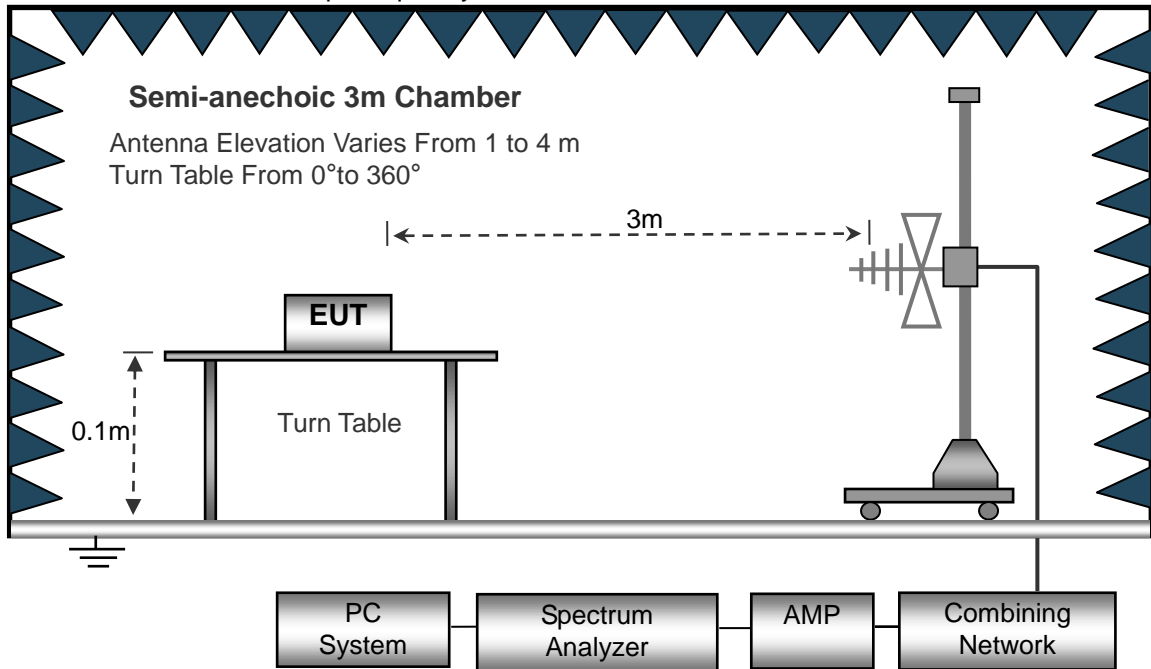 Semi-anechoic 3m Chamber
Antenna Elevation Varies From 1 to 4 m
Turn Table From 0°to 360°
3m
EUT
0.1m
Turn Table
PC
System
Spectrum
Analyzer
AMP
Combining
Network